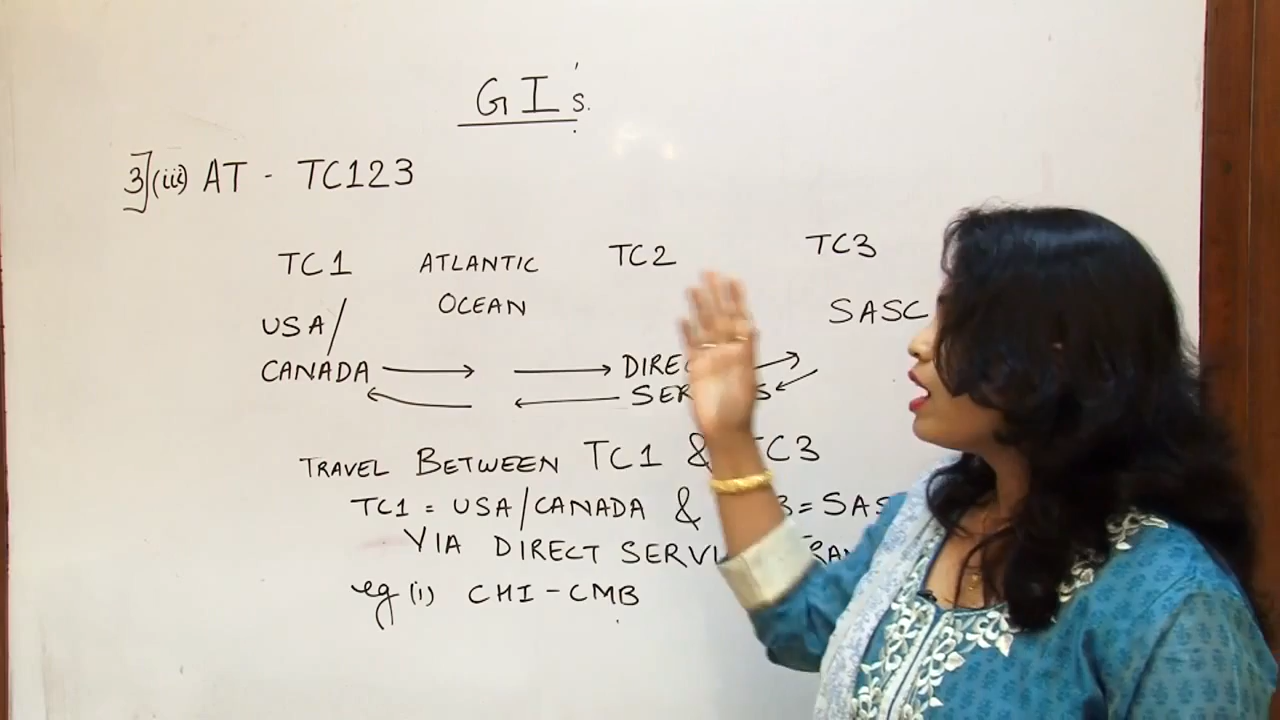 GI's.
3](iii) AT - TC123
TC1 ATLANTIC OCEAN TC2 TC3
USA/ SASC
CANADA
TRAVEL BETWEEN TC1 & TC3
TC1 = USA/CANADA &
VIA DIRECT
eg (i) CHI - CMB